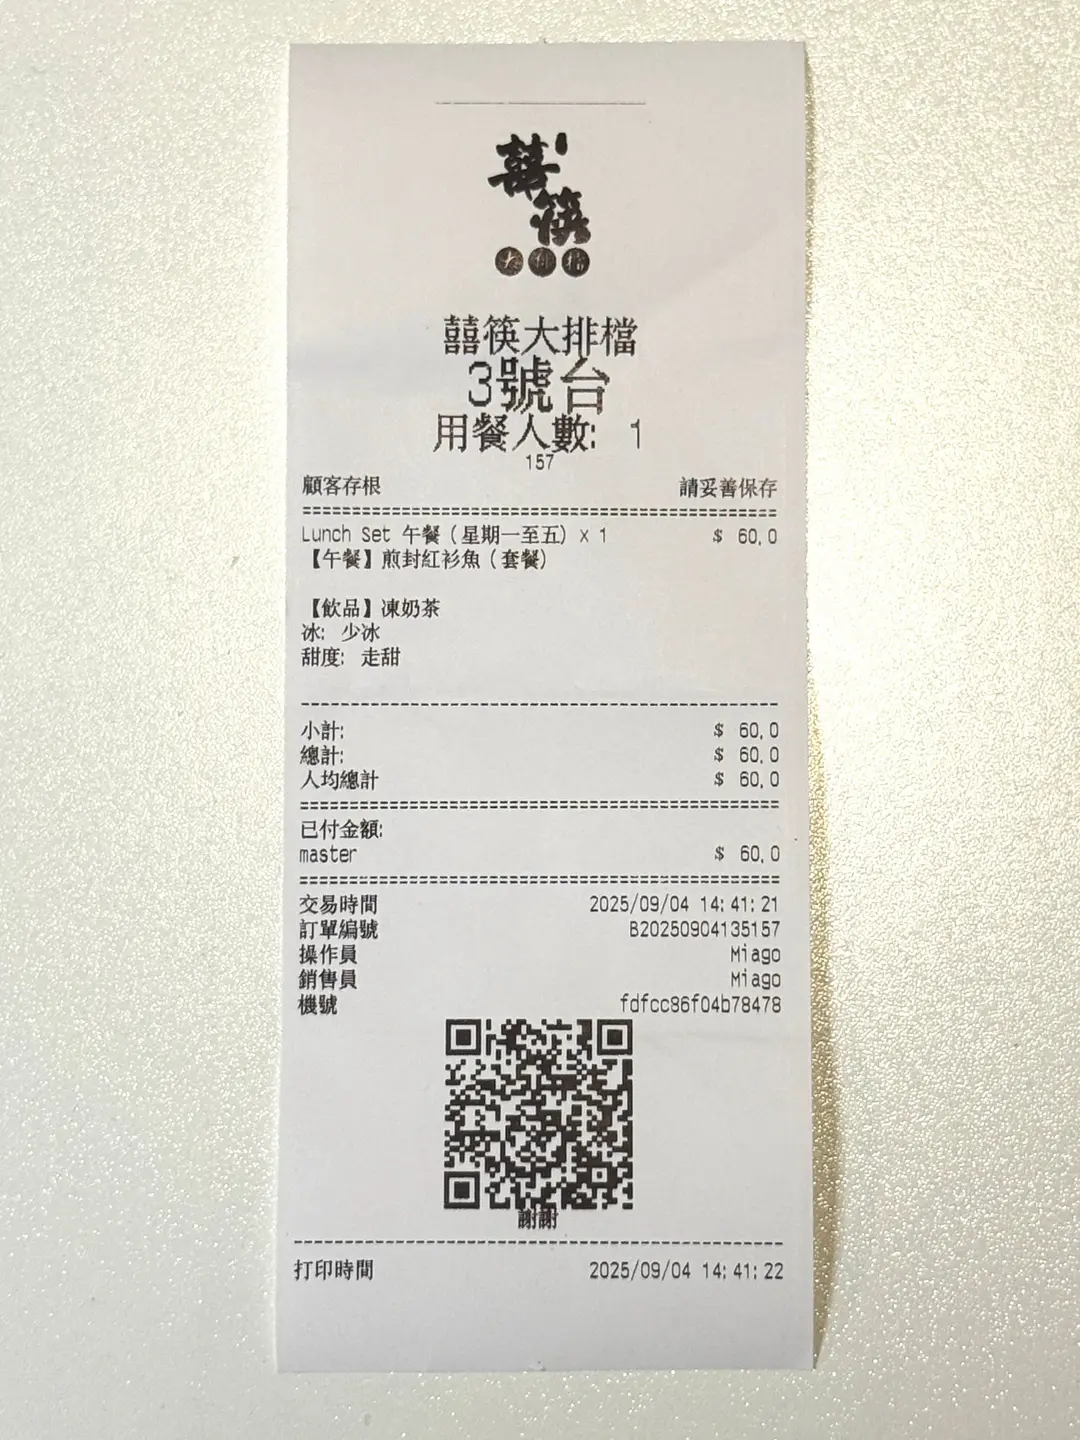 囍筷
大排檔
囍筷大排檔
3號台
用餐人數: 1
157
顧客存根 請妥善保存
Lunch Set 午餐(星期一至五) x 1 $ 60.0
【午餐】煎封紅衫魚(套餐)
【飲品】凍奶茶
冰: 少冰
甜度: 走甜
小計: $ 60.0
總計: $ 60.0
人均總計 $ 60.0
已付金額:
master $ 60.0
交易時間 2025/09/04 14:41:21
訂單編號 B20250904135157
操作員 Miago
銷售員 Miago
機號 fdfcc86f04b78478
謝謝
打印時間 2025/09/04 14:41:22